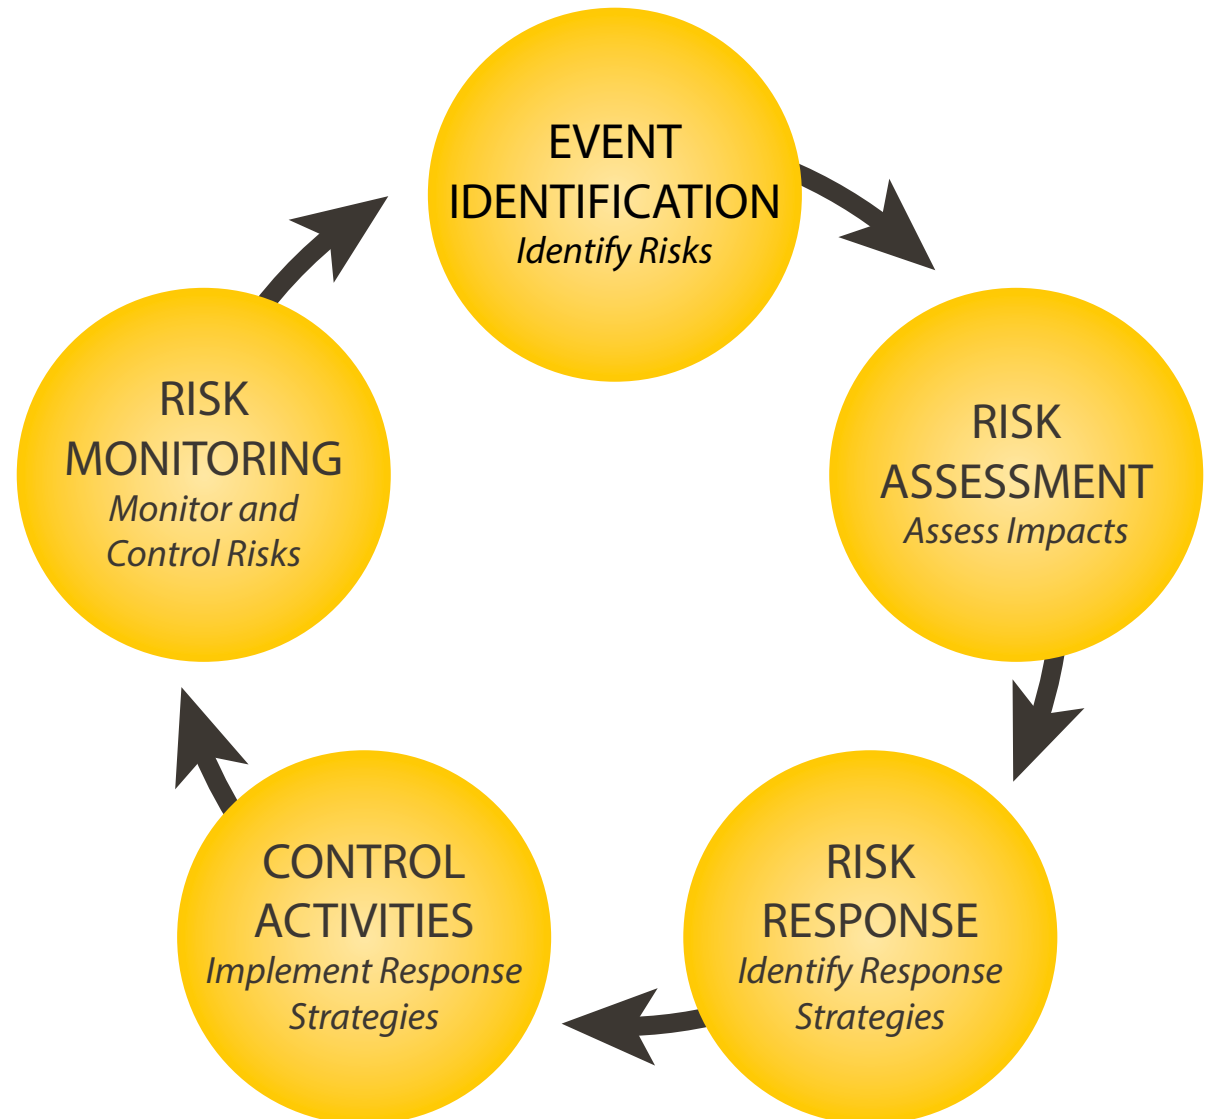 EVENT
IDENTIFICATION
Identify Risks
RISK
ASSESSMENT
Assess Impacts
RISK
RESPONSE
Identify Response
Strategies
CONTROL
ACTIVITIES
Implement Response
Strategies
RISK
MONITORING
Monitor and
Control Risks